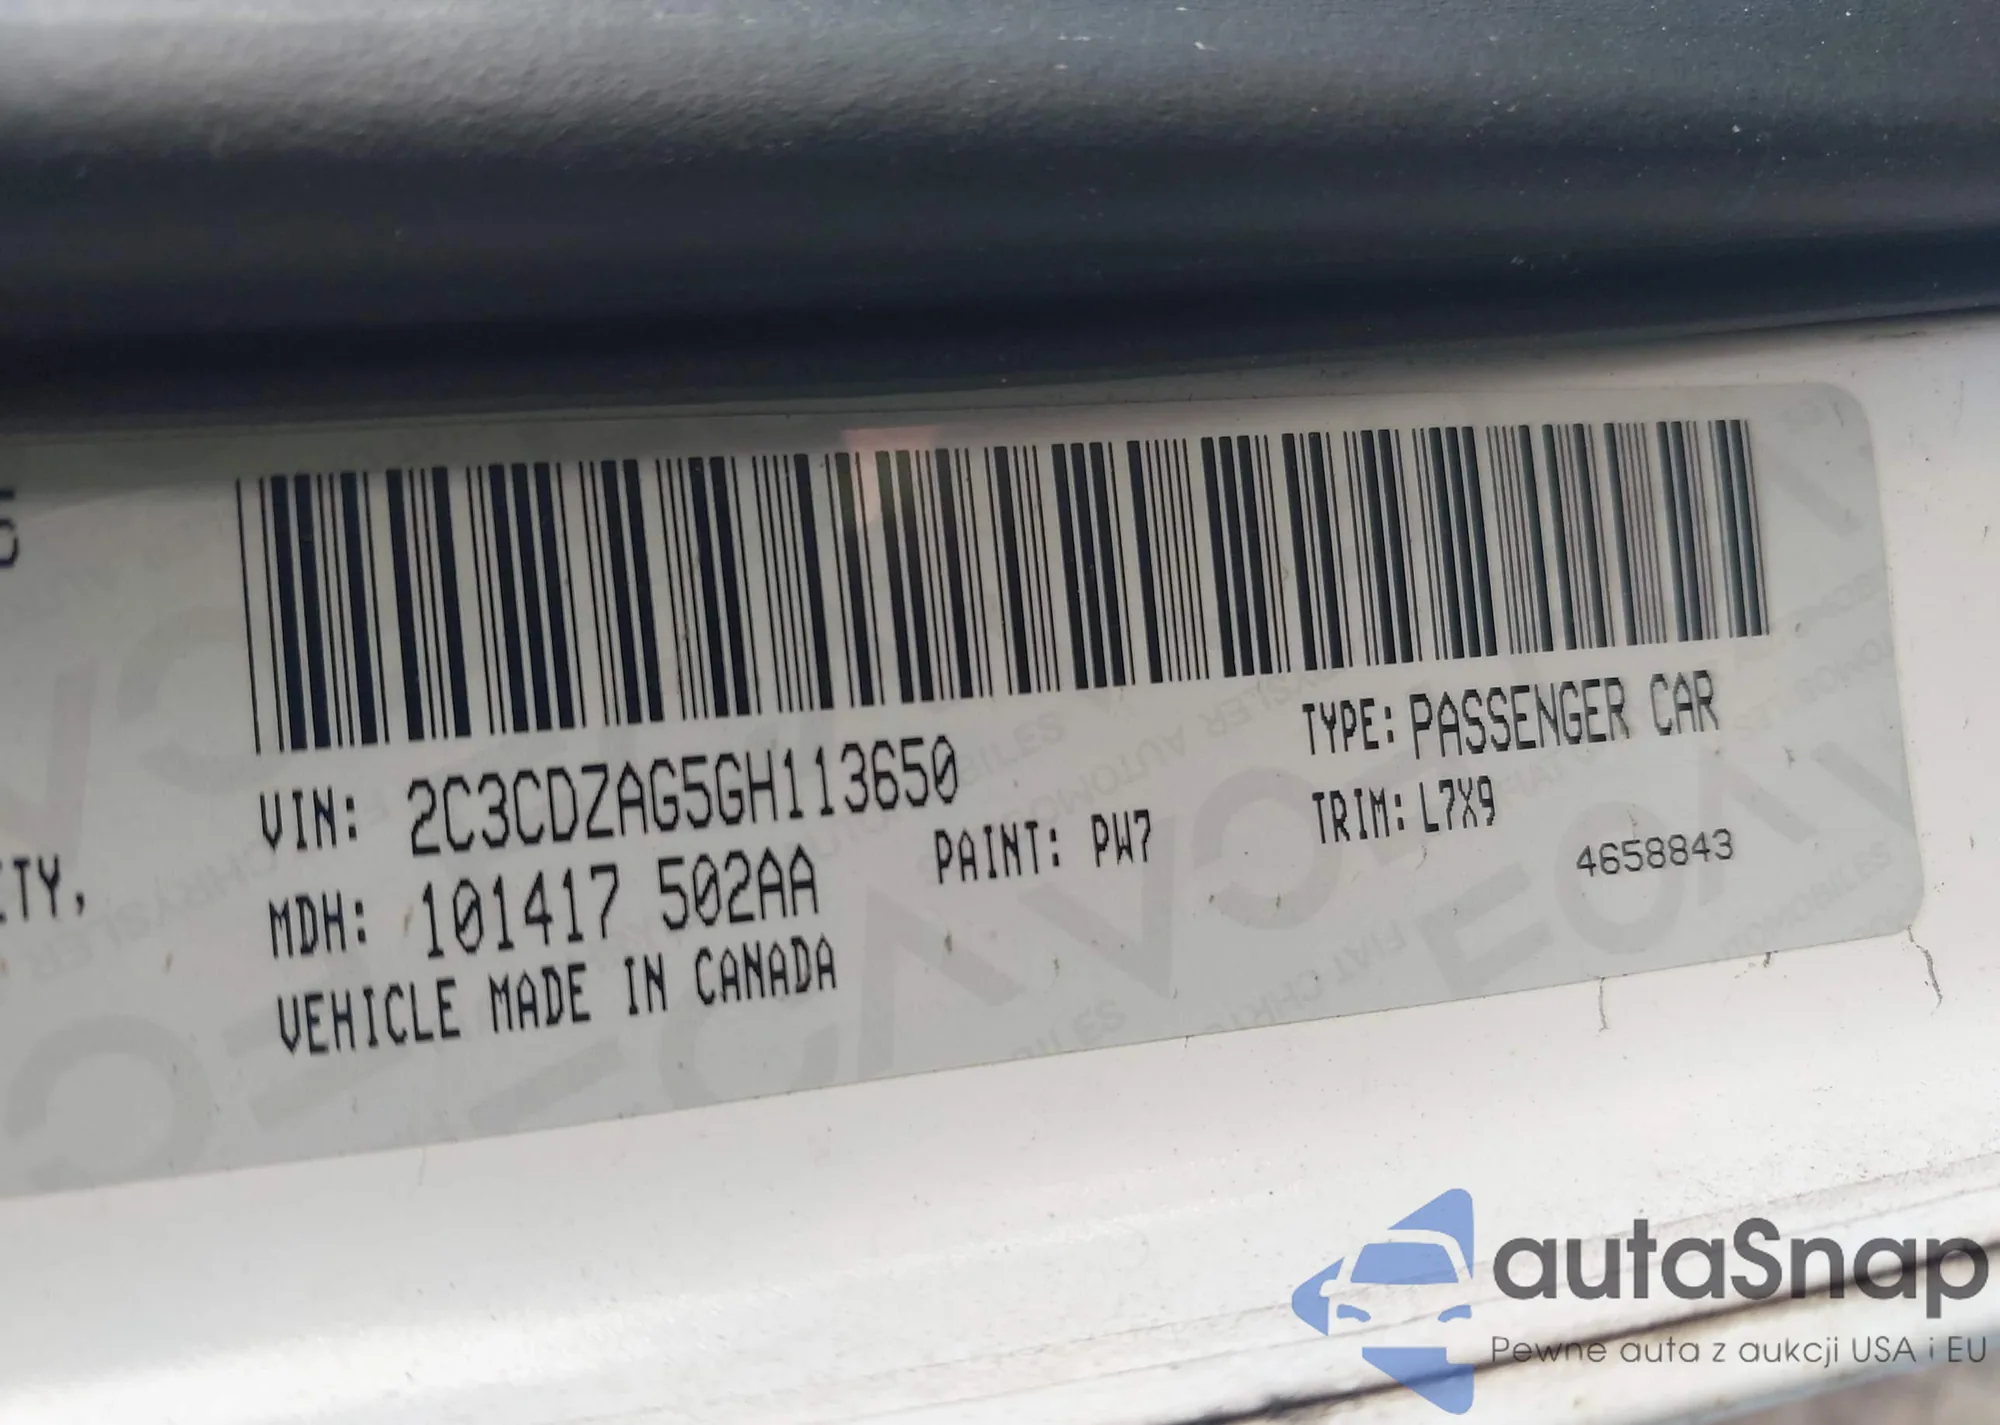 VIN: 2C3CDZAG5GH113650
TYPE: PASSENGER CAR
MDH: 101417 502AA
PAINT: PW7
TRIM: L7X9
4658843
VEHICLE MADE IN CANADA
autaSnap
Pewne auta z aukcji USA i EU